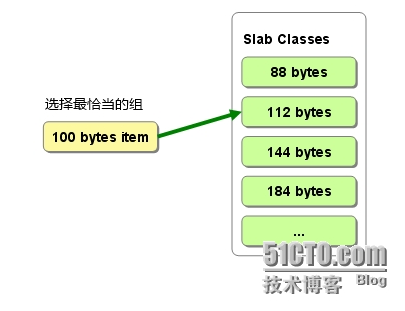 Slab Classes
88 bytes
选择最恰当的组
100 bytes item
112 bytes
144 bytes
184 bytes
...
51CTO.com
技术博客 Blog